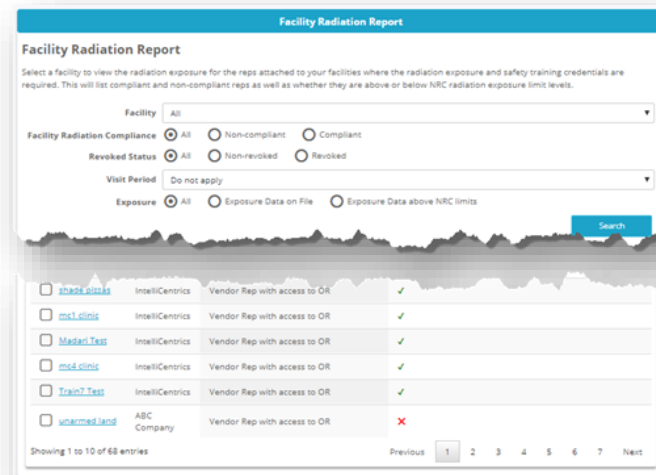 Facility Radiation Report
Facility Radiation Report
Select a facility to view the radiation exposure for the reps attached to your facilities where the radiation exposure and safety training credentials are
required. This will list compliant and non-compliant reps as well as whether they are above or below NRC radiation exposure limit levels.
Facility All
Facility Radiation Compliance All Non-compliant Compliant
Revoked Status All Non-revoked Revoked
Visit Period Do not apply
Exposure All Exposure Data on File Exposure Data above NRC limits
Search
shade pizzas IntelliCentrics Vendor Rep with access to OR
mc1 clinic IntelliCentrics Vendor Rep with access to OR
Madari Test IntelliCentrics Vendor Rep with access to OR
mc4 clinic IntelliCentrics Vendor Rep with access to OR
Train7 Test IntelliCentrics Vendor Rep with access to OR
unarmed land ABC Company Vendor Rep with access to OR
Showing 1 to 10 of 68 entries Previous 1 2 3 4 5 6 7 Next